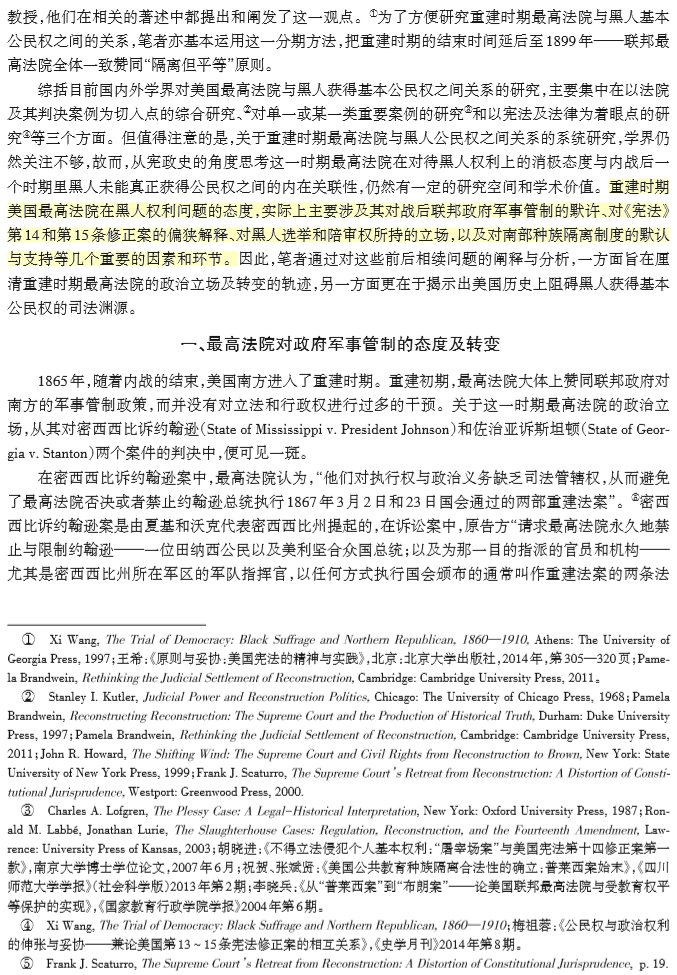 教授，他们在相关的著述中都提出和阐发了这一观点。①为了方便研究重建时期最高法院与黑人基本
公民权之间的关系，笔者亦基本运用这一分期方法，把重建时期的结束时间延后至1899年——联邦最
高法院全体一致赞同“隔离但平等”原则。
综括目前国内外学界对美国最高法院与黑人获得基本公民权之间关系的研究，主要集中在以法院
及其判决案例为切入点的综合研究、②对单一或某一类重要案例的研究③和以宪法及法律为着眼点的研
究④等三个方面。但值得注意的是，关于重建时期最高法院与黑人公民权之间关系的系统研究，学界仍
然关注不够，故而，从宪政史的角度思考这一时期最高法院在对待黑人权利上的消极态度与内战后一
个时期里黑人未能真正获得公民权之间的内在关联性，仍然有一定的研究空间和学术价值。重建时期
美国最高法院在黑人权利问题的态度，实际上主要涉及其对战后联邦政府军事管制的默许、对《宪法》
第14和第15条修正案的偏狭解释、对黑人选举和陪审权所持的立场，以及对南部种族隔离制度的默认
与支持等几个重要的因素和环节。因此，笔者通过对这些前后相续问题的阐释与分析，一方面旨在厘
清重建时期最高法院的政治立场及转变的轨迹，另一方面更在于揭示出美国历史上阻碍黑人获得基本
公民权的司法渊源。
一、最高法院对政府军事管制的态度及转变
1865年，随着内战的结束，美国南方进入了重建时期。重建初期，最高法院大体上赞同联邦政府对
南方的军事管制政策，而并没有对立法和行政权进行过多的干预。关于这一时期最高法院的政治立
场，从其对密西西比诉约翰逊（State of Mississippi v. President Johnson）和佐治亚诉斯坦顿（State of Geor-
gia v. Stanton）两个案件的判决中，便可见一斑。
在密西西比诉约翰逊案中，最高法院认为，“他们对执行权与政治义务缺乏司法管辖权，从而避免
了最高法院否决或者禁止约翰逊总统执行1867年3月2日和23日国会通过的两部重建法案”。⑤密西
西比诉约翰逊案是由夏基和沃克代表密西西比州提起的，在诉讼案中，原告方“请求最高法院永久地禁
止与限制约翰逊——一位田纳西公民以及美利坚合众国总统；以及为那一目的指派的官员和机构——
尤其是密西西比州所在军区的军队指挥官，以任何方式执行国会颁布的通常叫作重建法案的两条法
① Xi Wang, The Trial of Democracy: Black Suffrage and Northern Republican, 1860—1910, Athens: The University of
Georgia Press, 1997；王希：《原则与妥协：美国宪法的精神与实践》，北京：北京大学出版社，2014年，第305—320页；Pame-
la Brandwein, Rethinking the Judicial Settlement of Reconstruction, Cambridge: Cambridge University Press, 2011。
② Stanley I. Kutler, Judicial Power and Reconstruction Politics, Chicago: The University of Chicago Press, 1968；Pamela
Brandwein, Reconstructing Reconstruction: The Supreme Court and the Production of Historical Truth, Durham: Duke University
Press, 1997；Pamela Brandwein, Rethinking the Judicial Settlement of Reconstruction, Cambridge: Cambridge University Press,
2011；John R. Howard, The Shifting Wind: The Supreme Court and Civil Rights from Reconstruction to Brown, New York: State
University of New York Press, 1999；Frank J. Scaturro, The Supreme Court's Retreat from Reconstruction: A Distortion of Consti-
tutional Jurisprudence, Westport: Greenwood Press, 2000.
③ Charles A. Lofgren, The Plessy Case: A Legal-Historical Interpretation, New York: Oxford University Press, 1987；Ron-
ald M. Labbé, Jonathan Lurie, The Slaughterhouse Cases: Regulation, Reconstruction, and the Fourteenth Amendment, Law-
rence: University Press of Kansas, 2003；胡晓进：《不得立法侵犯个人基本权利：“屠宰场案”与美国宪法第十四修正案第一
款》，南京大学博士学位论文，2007年6月；祝贺、张斌贤：《美国公共教育种族隔离合法性的确立：普莱西案始末》，《四川
师范大学学报》（社会科学版）2013年第2期；李晓兵：《从“普莱西案”到“布朗案”——论美国联邦最高法院与受教育权平
等保护的实现》，《国家教育行政学院学报》2004年第6期。
④ Xi Wang, The Trial of Democracy: Black Suffrage and Northern Republican, 1860—1910；梅祖蓉：《公民权与政治权利
的伸张与妥协——兼论美国第13～15条宪法修正案的相互关系》，《史学月刊》2014年第8期。
⑤ Frank J. Scaturro, The Supreme Court's Retreat from Reconstruction: A Distortion of Constitutional Jurisprudence, p. 19.